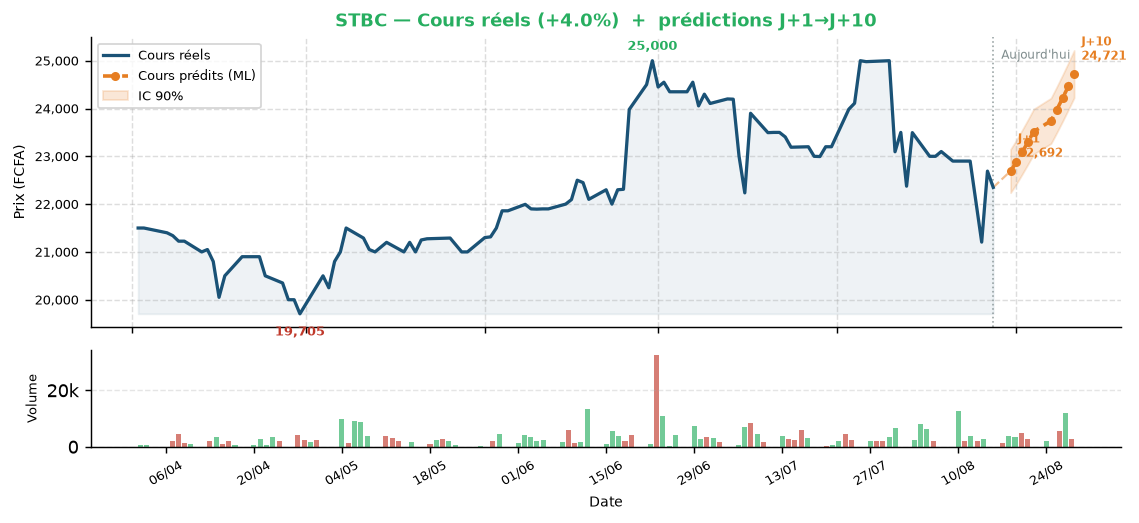 STBC — Cours réels (+4.0%) + prédictions J+1→J+10
Cours réels
Cours prédits (ML)
IC 90%
25,000
Aujourd'hui
J+10
24,721
J+1
22,692
19,705
Prix (FCFA)
25,000
24,000
23,000
22,000
21,000
20,000
Volume
20k
0
06/04
20/04
04/05
18/05
01/06
15/06
29/06
13/07
27/07
10/08
24/08
Date